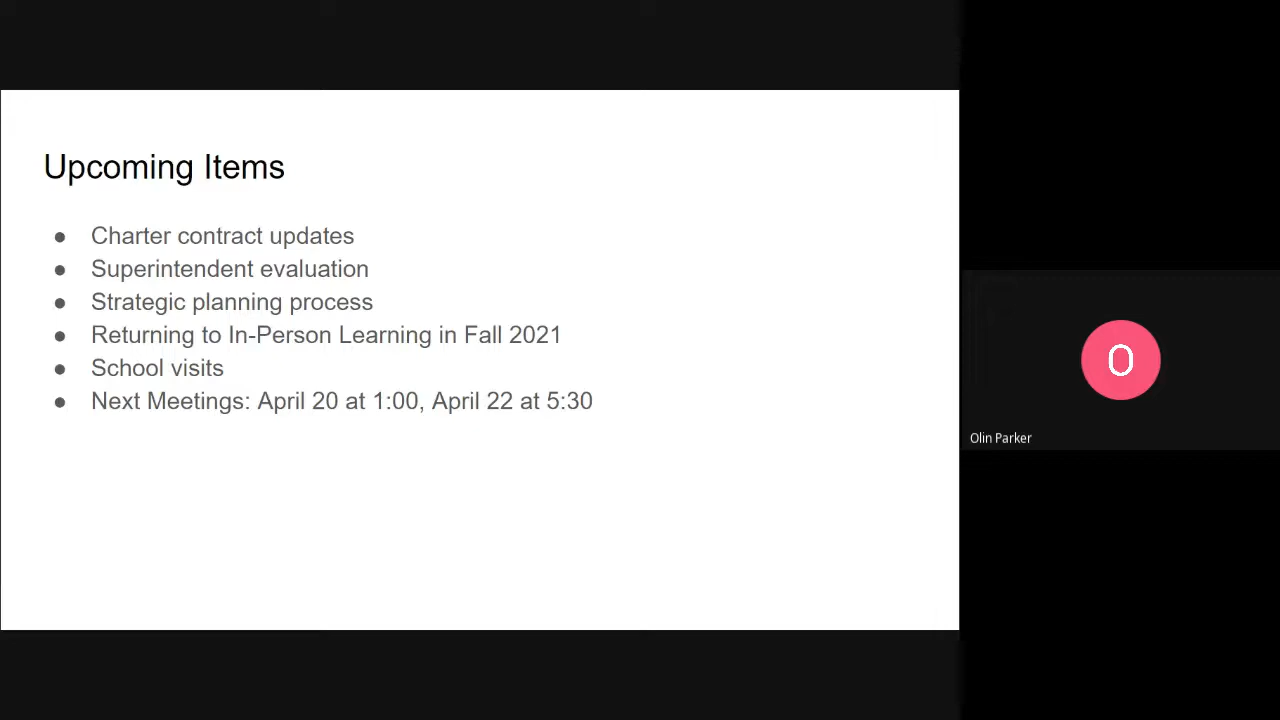 Upcoming Items
● Charter contract updates
● Superintendent evaluation
● Strategic planning process
● Returning to In-Person Learning in Fall 2021
● School visits
● Next Meetings: April 20 at 1:00, April 22 at 5:30
O
Olin Parker